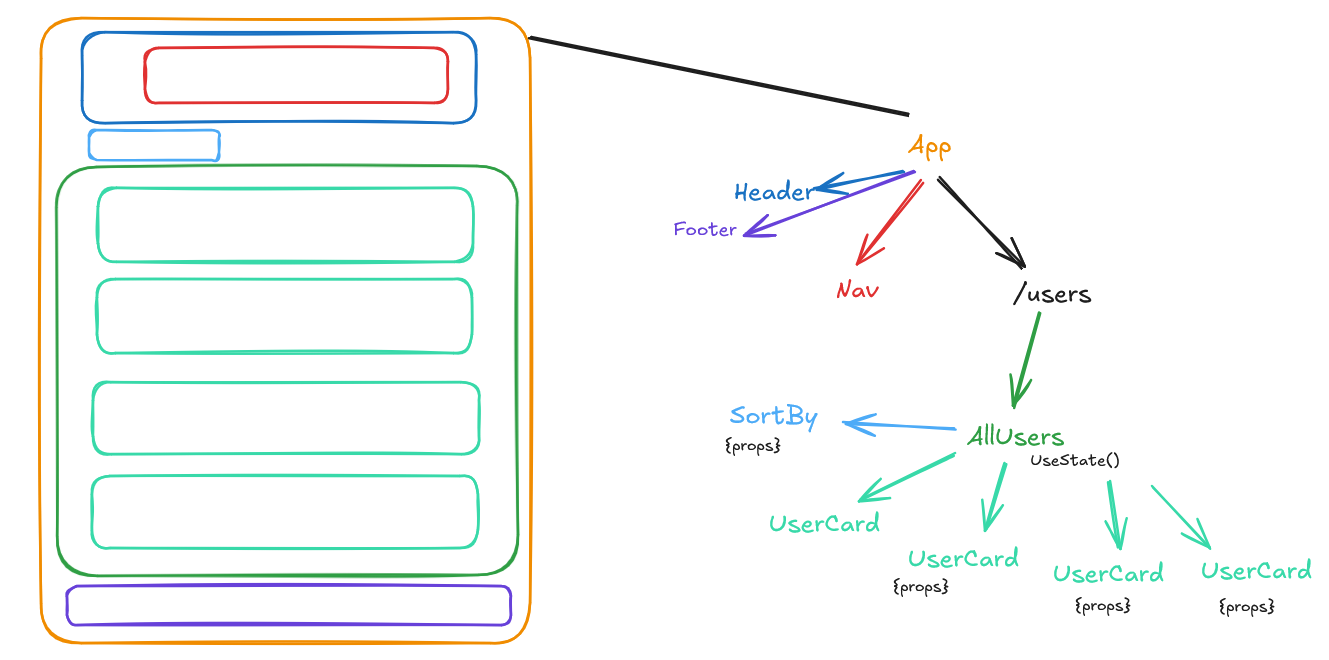 App
Header
Footer
Nav
/users
SortBy
{props}
AllUsers
UseState()
UserCard
UserCard
{props}
UserCard
{props}
UserCard
{props}